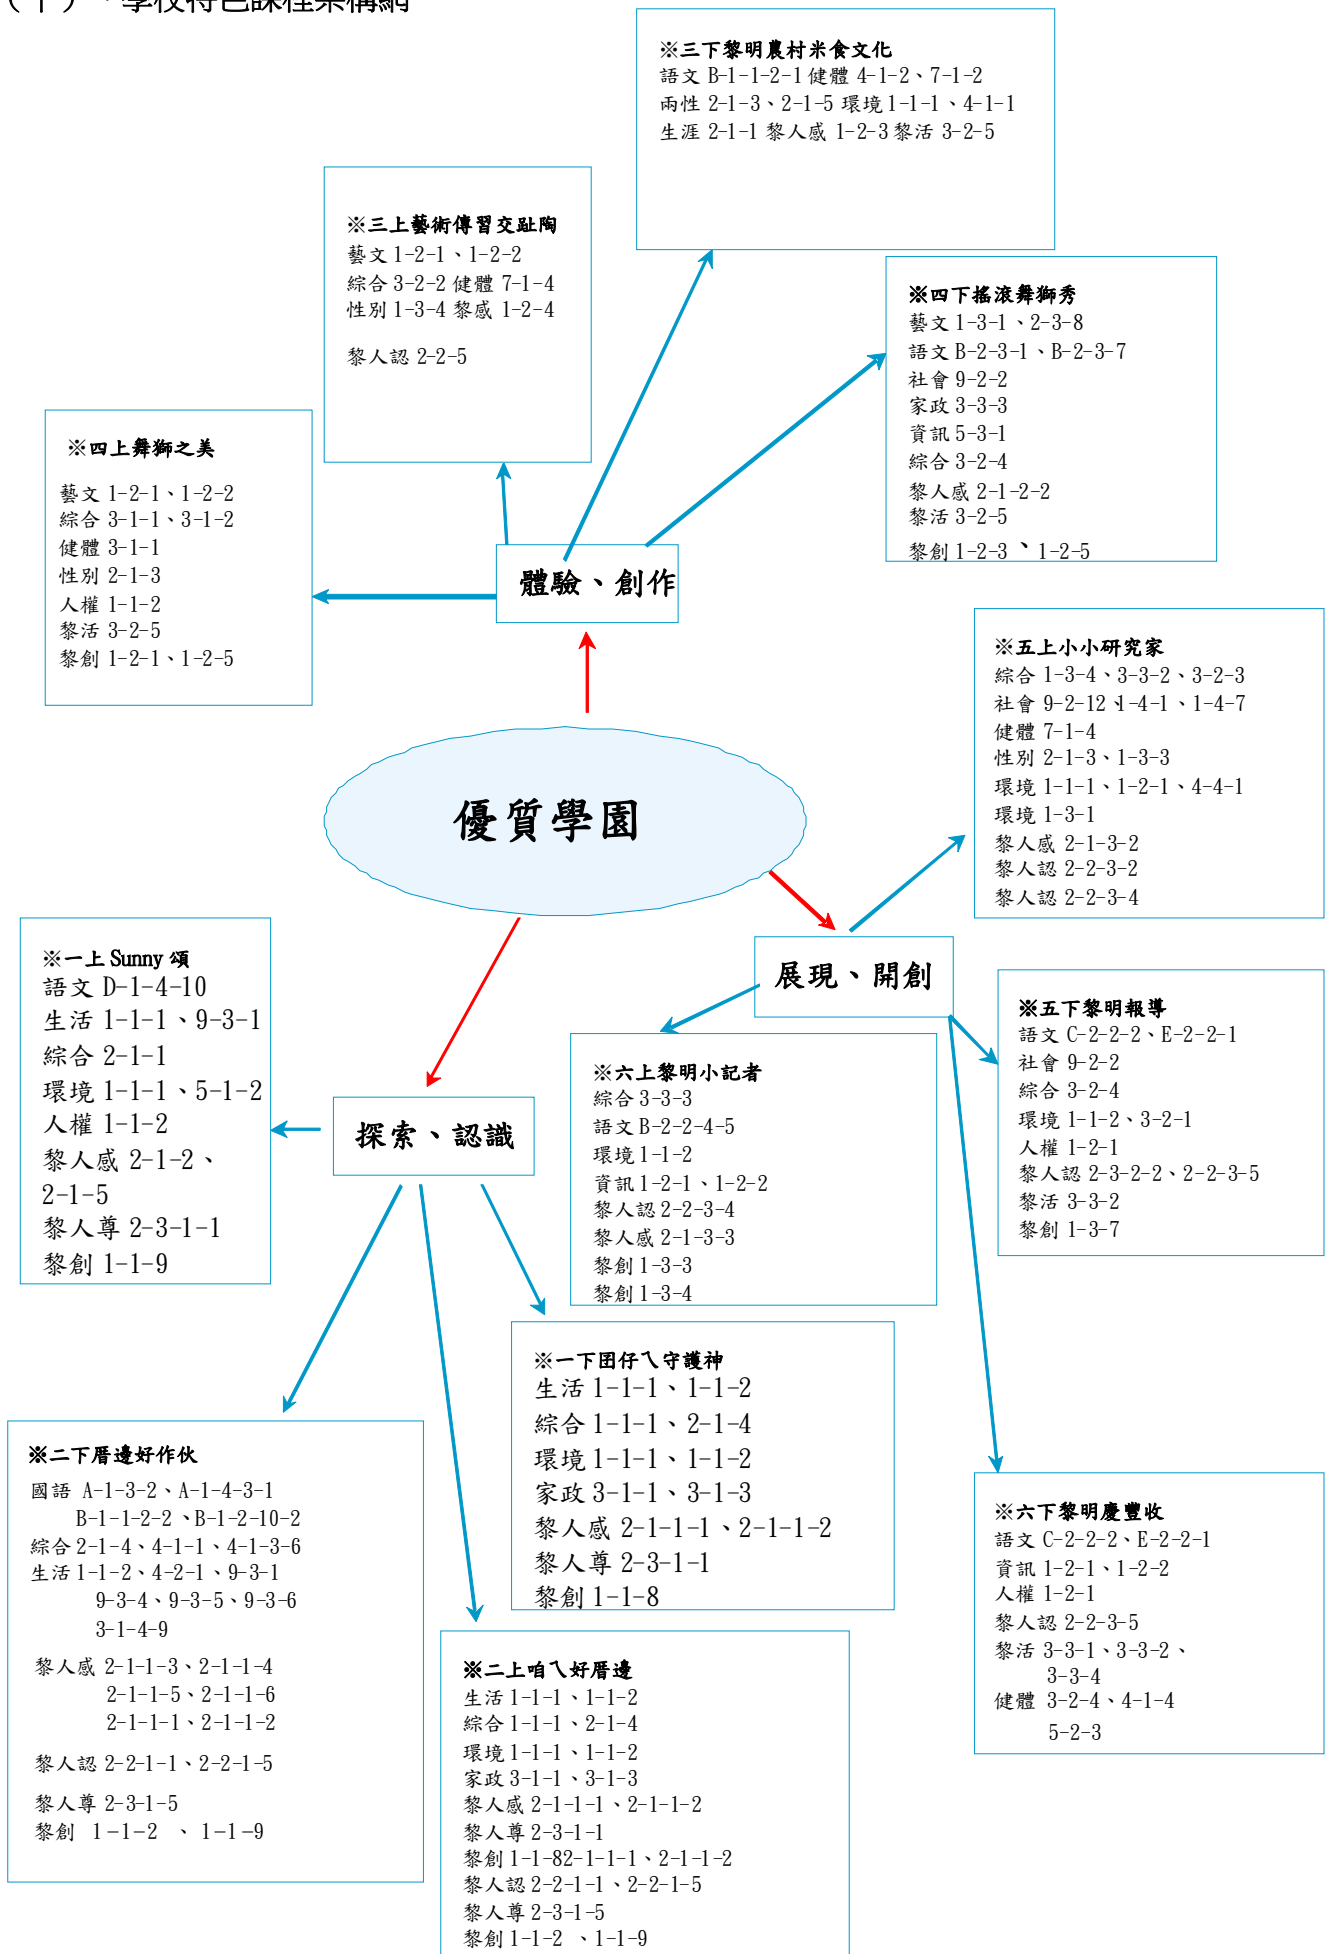 （十）、學校特色課程架構網
※三下黎明農村米食文化
語文 B-1-1-2-1 健體 4-1-2、7-1-2
兩性 2-1-3、2-1-5 環境 1-1-1、4-1-1
生涯 2-1-1 黎人感 1-2-3 黎活 3-2-5
※三上藝術傳習交趾陶
藝文 1-2-1、1-2-2
綜合 3-2-2 健體 7-1-4
性別 1-3-4 黎感 1-2-4
黎人認 2-2-5
※四下搖滾舞獅秀
藝文 1-3-1、2-3-8
語文 B-2-3-1、B-2-3-7
社會 9-2-2
家政 3-3-3
資訊 5-3-1
綜合 3-2-4
黎人感 2-1-2-2
黎活 3-2-5
黎創 1-2-3、1-2-5
※四上舞獅之美
藝文 1-2-1、1-2-2
綜合 3-1-1、3-1-2
健體 3-1-1
性別 2-1-3
人權 1-1-2
黎活 3-2-5
黎創 1-2-1、1-2-5
體驗、創作
※五上小小研究家
綜合 1-3-4、3-3-2、3-2-3
社會 9-2-12、1-4-1、1-4-7
健體 7-1-4
性別 2-1-3、1-3-3
環境 1-1-1、1-2-1、4-4-1
環境 1-3-1
黎人感 2-1-3-2
黎人認 2-2-3-2
黎人認 2-2-3-4
優質學園
展現、開創
※一上 Sunny 頌
語文 D-1-4-10
生活 1-1-1、9-3-1
綜合 2-1-1
環境 1-1-1、5-1-2
人權 1-1-2
黎人感 2-1-2、
2-1-5
黎人尊 2-3-1-1
黎創 1-1-9
※五下黎明報導
語文 C-2-2-2、E-2-2-1
社會 9-2-2
綜合 3-2-4
環境 1-1-2、3-2-1
人權 1-2-1
黎人認 2-3-2-2、2-2-3-5
黎活 3-3-2
黎創 1-3-7
※六上黎明小記者
綜合 3-3-3
語文 B-2-2-4-5
環境 1-1-2
資訊 1-2-1、1-2-2
黎人認 2-2-3-4
黎人感 2-1-3-3
黎創 1-3-3
黎創 1-3-4
探索、認識
※一下囝仔ㄟ守護神
生活 1-1-1、1-1-2
綜合 1-1-1、2-1-4
環境 1-1-1、1-1-2
家政 3-1-1、3-1-3
黎人感 2-1-1-1、2-1-1-2
黎人尊 2-3-1-1
黎創 1-1-8
※二下厝邊好作伙
國語 A-1-3-2、A-1-4-3-1
B-1-1-2-2、B-1-2-10-2
綜合 2-1-4、4-1-1、4-1-3-6
生活 1-1-2、4-2-1、9-3-1
9-3-4、9-3-5、9-3-6
3-1-4-9
黎人感 2-1-1-3、2-1-1-4
2-1-1-5、2-1-1-6
2-1-1-1、2-1-1-2
黎人認 2-2-1-1、2-2-1-5
黎人尊 2-3-1-5
黎創 1-1-2 、1-1-9
※六下黎明慶豐收
語文 C-2-2-2、E-2-2-1
資訊 1-2-1、1-2-2
人權 1-2-1
黎人認 2-2-3-5
黎活 3-3-1、3-3-2、
3-3-4
健體 3-2-4、4-1-4
5-2-3
※二上咱ㄟ好厝邊
生活 1-1-1、1-1-2
綜合 1-1-1、2-1-4
環境 1-1-1、1-1-2
家政 3-1-1、3-1-3
黎人感 2-1-1-1、2-1-1-2
黎人尊 2-3-1-1
黎創 1-1-82-1-1-1、2-1-1-2
黎人認 2-2-1-1、2-2-1-5
黎人尊 2-3-1-5
黎創 1-1-2 、1-1-9